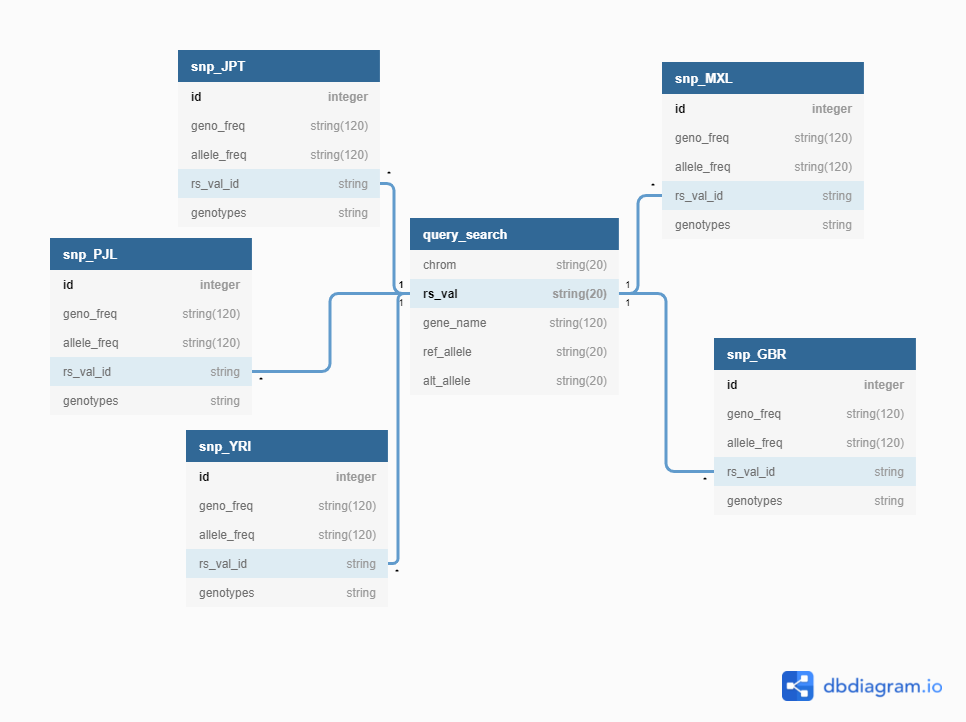 snp_JPT
id integer
geno_freq string(120)
allele_freq string(120)
rs_val_id string
genotypes string
snp_MXL
id integer
geno_freq string(120)
allele_freq string(120)
rs_val_id string
genotypes string
query_search
chrom string(20)
rs_val string(20)
gene_name string(120)
ref_allele string(20)
alt_allele string(20)
snp_PJL
id integer
geno_freq string(120)
allele_freq string(120)
rs_val_id string
genotypes string
snp_GBR
id integer
geno_freq string(120)
allele_freq string(120)
rs_val_id string
genotypes string
snp_YRI
id integer
geno_freq string(120)
allele_freq string(120)
rs_val_id string
genotypes string
*
*
*
*
*
1
1
1
1
dbdiagram.io